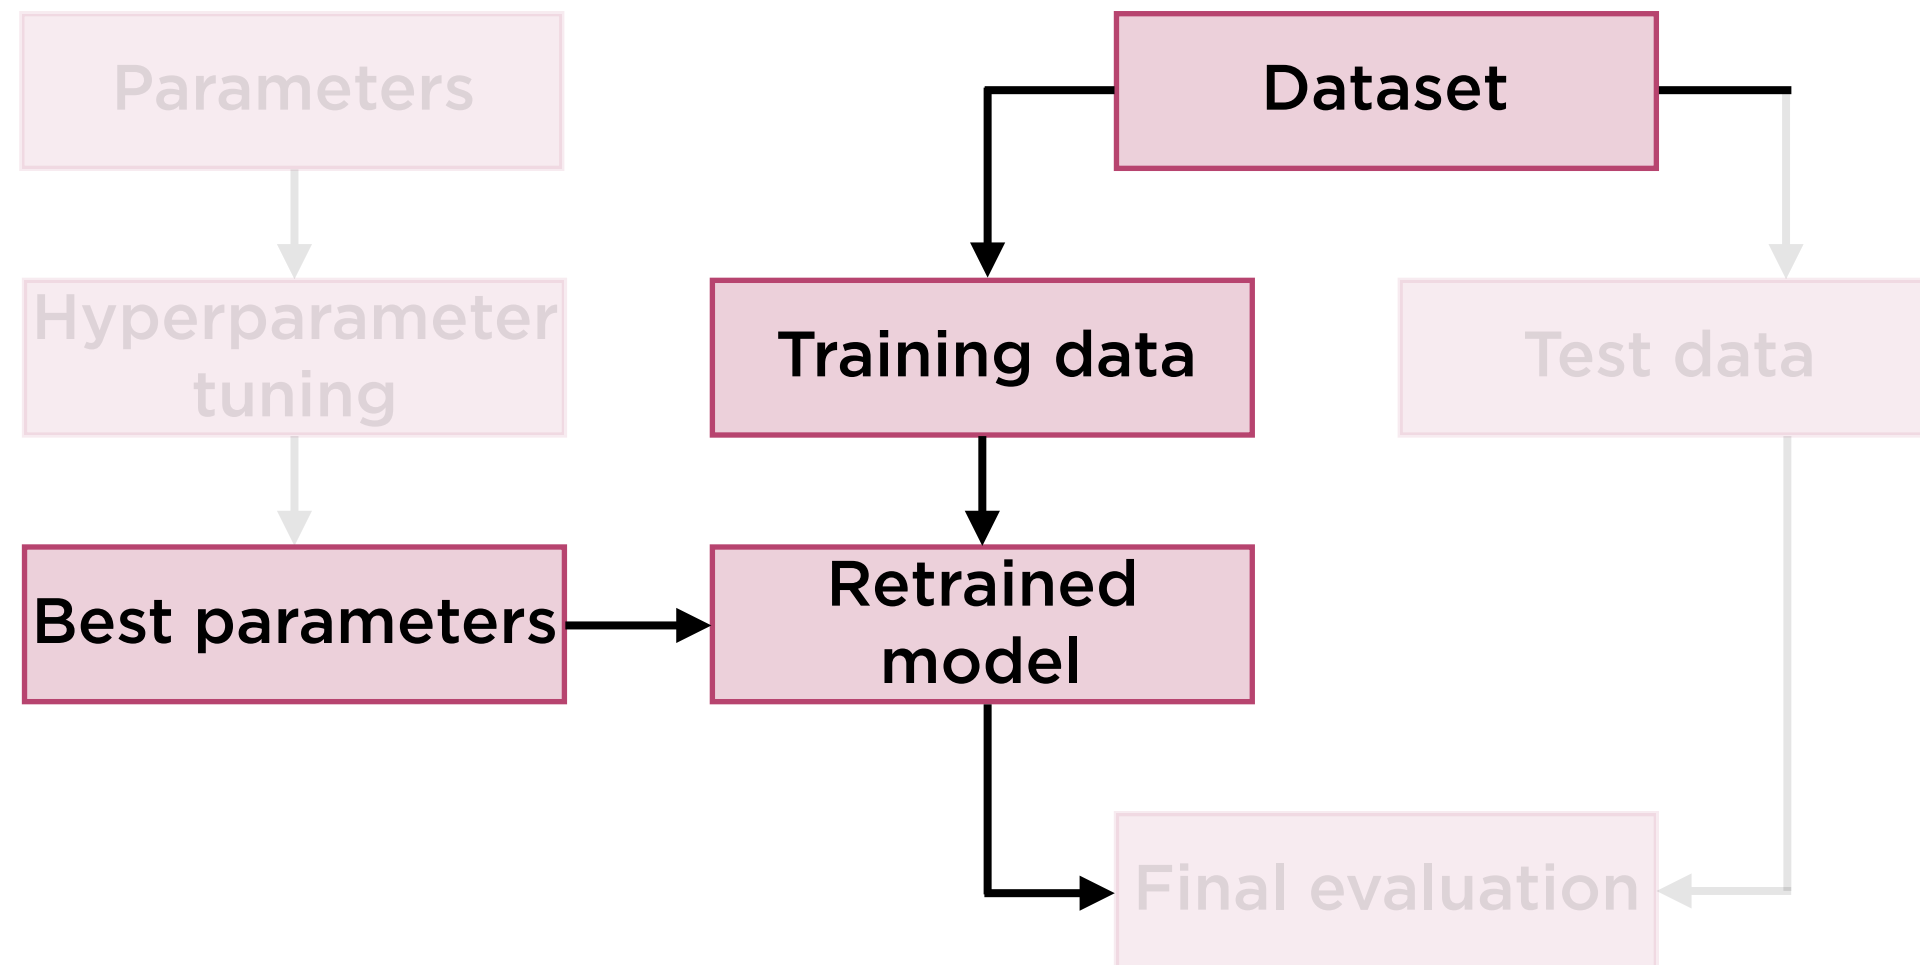 Parameters
Dataset
Hyperparameter
tuning
Training data
Test data
Best parameters
Retrained
model
Final evaluation